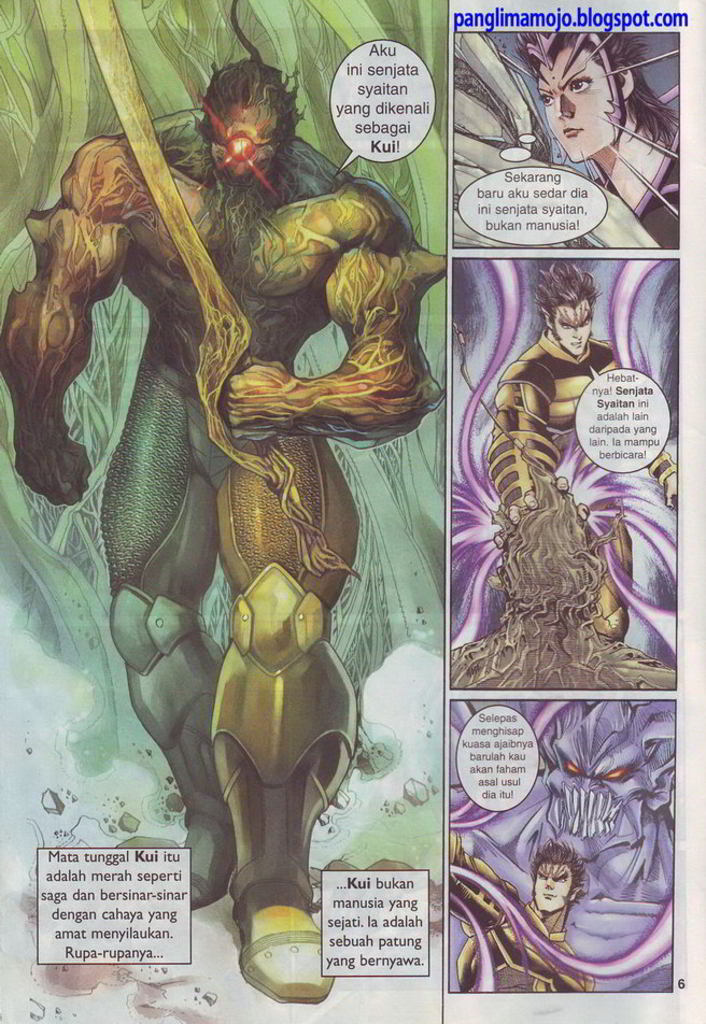 panglimamojo.blogspot.com
Aku
ini senjata
syaitan
yang dikenali
sebagai
Kui!
Mata tunggal Kui itu
adalah merah seperti
saga dan bersinar-sinar
dengan cahaya yang
amat menyilaukan.
Rupa-rupanya...
...Kui bukan
manusia yang
sejati. Ia adalah
sebuah patung
yang bernyawa.
Sekarang
baru aku sedar dia
ini senjata syaitan,
bukan manusia!
Hebat-
nya! Senjata
Syaitan ini
adalah lain
daripada yang
lain. Ia mampu
berbicara!
Selepas
menghisap
kuasa ajaibnya
barulah kau
akan faham
asal usul
dia itu!
6